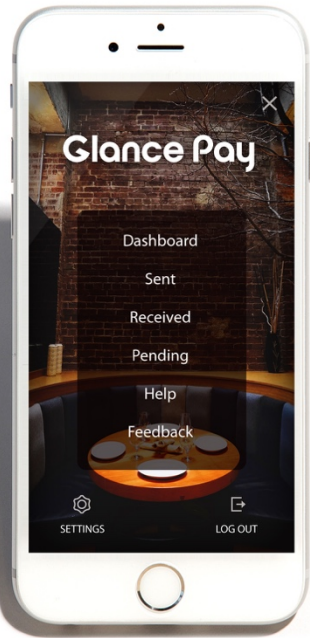 Glance Pay
Dashboard
Sent
Received
Pending
Help
Feedback
SETTINGS
LOG OUT